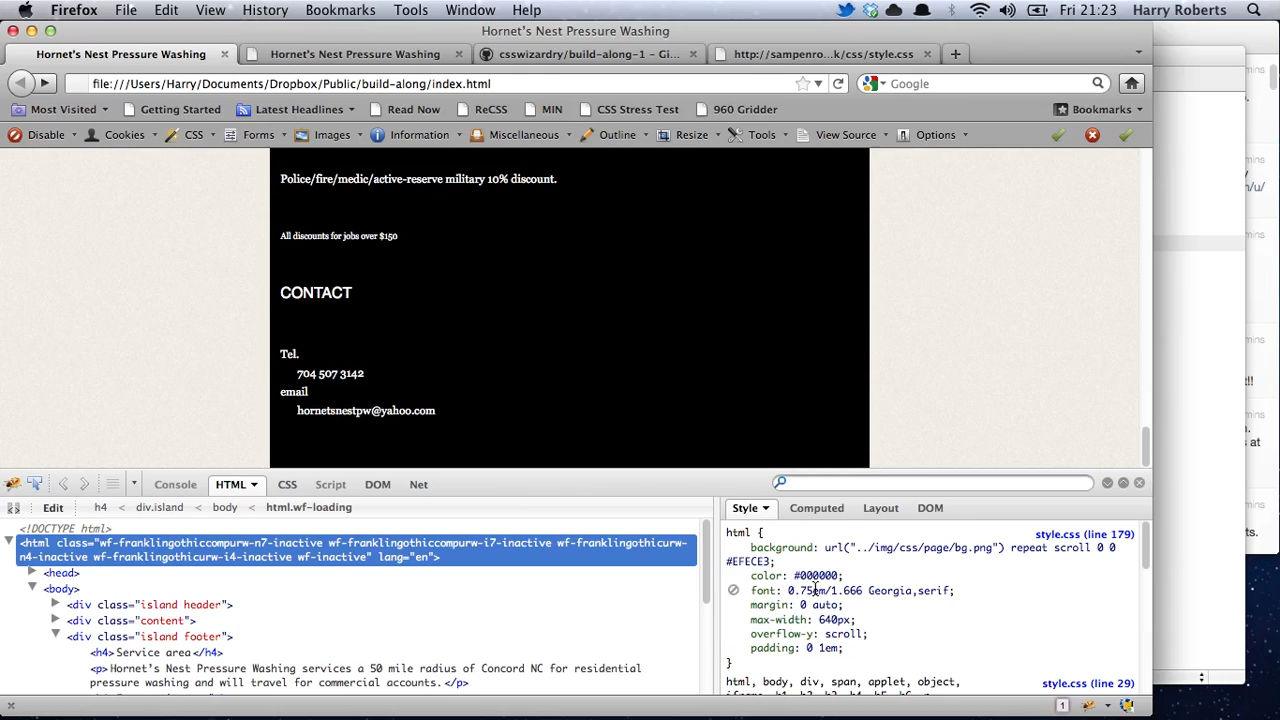 Firefox File Edit View History Bookmarks Tools Window Help Fri 21:23 Harry Roberts
Hornet's Nest Pressure Washing
Hornet's Nest Pressure Washing Hornet's Nest Pressure Washing csswizardry/build-along-1 – Gi... http://sampenro...k/css/style.css
file:///Users/Harry/Documents/Dropbox/Public/build-along/index.html Google
Most Visited Getting Started Latest Headlines Read Now ReCSS MIN CSS Stress Test 960 Gridder Bookmarks
Disable Cookies CSS Forms Images Information Miscellaneous Outline Resize Tools View Source Options
Police/fire/medic/active-reserve military 10% discount.
All discounts for jobs over $150
CONTACT
Tel.
704 507 3142
email
hornetsnestpw@yahoo.com
Console HTML CSS Script DOM Net
Edit h4 < div.island < body < html.wf-loading
<!DOCTYPE html>
<html class="wf-franklingothiccompurw-n7-inactive wf-franklingothiccompurw-i7-inactive wf-franklingothicurw-
n4-inactive wf-franklingothicurw-i4-inactive wf-inactive" lang="en">
<head>
<body>
<div class="island header">
<div class="content">
<div class="island footer">
<h4>Service area</h4>
<p>Hornet's Nest Pressure Washing services a 50 mile radius of Concord NC for residential
pressure washing and will travel for commercial accounts.</p>
Style Computed Layout DOM
html { style.css (line 179)
background: url("../img/css/page/bg.png") repeat scroll 0 0
#EFECE3;
color: #000000;
font: 0.75em/1.666 Georgia,serif;
margin: 0 auto;
max-width: 640px;
overflow-y: scroll;
padding: 0 1em;
}
html, body, div, span, applet, object, style.css (line 29)
1